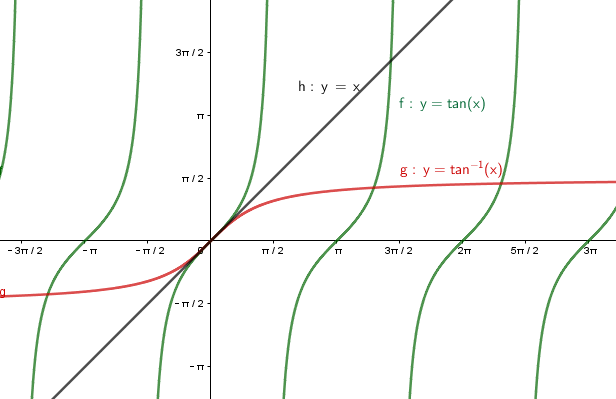 3π / 2
h : y = x
f : y = tan(x)
π
g : y = tan⁻¹(x)
π / 2
- 3π / 2
- π
- π / 2
0
π / 2
π
3π / 2
2π
5π / 2
3π
g
- π / 2
- π